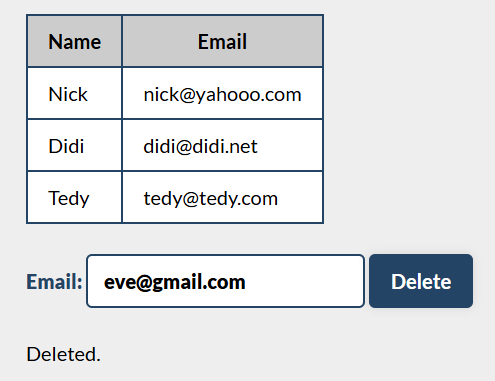 Name Email
Nick nick@yahooo.com
Didi didi@didi.net
Tedy tedy@tedy.com
Email: eve@gmail.com Delete
Deleted.